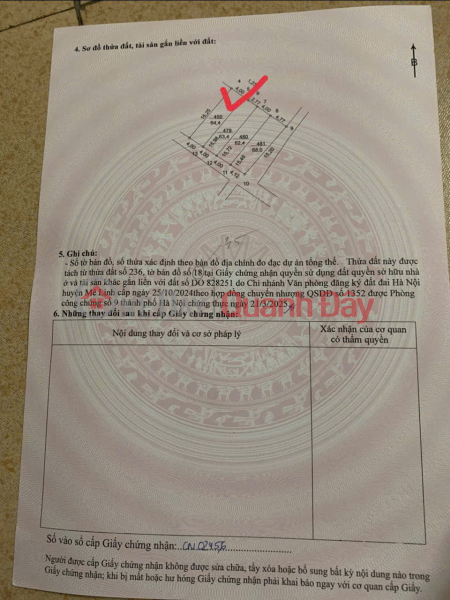 4. Sơ đồ thửa đất, tài sản gắn liền với đất:
B
5. Ghi chú:
- Số tờ bản đồ, số thửa xác định theo bản đồ địa chính đo đạc dự án tổng thể. Thửa đất này được
tách từ thửa đất số 236, tờ bản đồ số 18 tại Giấy chứng nhận quyền sử dụng đất quyền sở hữu nhà
ở và tài sản khác gắn liền với đất số DO 828251 do Chi nhánh Văn phòng đăng ký đất đai Hà Nội
huyện Mê Linh cấp ngày 25/10/2024 theo hợp đồng chuyển nhượng QSDĐ số 1352 được Phòng
công chứng số 9 thành phố Hà Nội chứng thực ngày 21/3/2025
6. Những thay đổi sau khi cấp Giấy chứng nhận:
Nội dung thay đổi và cơ sở pháp lý
Xác nhận của cơ quan
có thẩm quyền
Số vào sổ cấp Giấy chứng nhận: CN 02455
Người được cấp Giấy chứng nhận không được sửa chữa, tẩy xóa hoặc bổ sung bất kỳ nội dung nào trong
Giấy chứng nhận; khi bị mất hoặc hư hỏng Giấy chứng nhận phải khai báo ngay với cơ quan cấp Giấy.